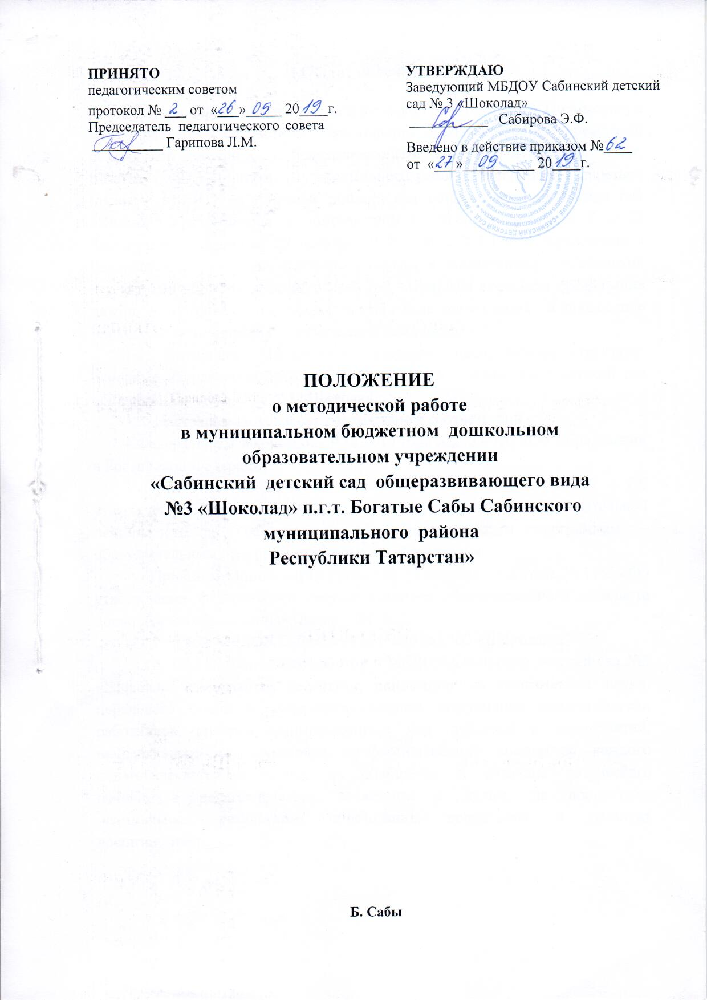 ПРИНЯТО
педагогическим советом
протокол № 2 от «26» 09 2019 г.
Председатель педагогического совета
Гарипова Л.М.
УТВЕРЖДАЮ
Заведующий МБДОУ Сабинский детский
сад № 3 «Шоколад»
Сабирова Э.Ф.
Введено в действие приказом № 62
от «27» 09 2019 г.
ПОЛОЖЕНИЕ
о методической работе
в муниципальном бюджетном дошкольном
образовательном учреждении
«Сабинский детский сад общеразвивающего вида
№3 «Шоколад» п.г.т. Богатые Сабы Сабинского
муниципального района
Республики Татарстан»
Б. Сабы